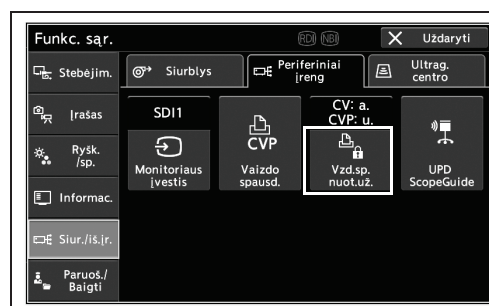 Funkc. sąr.
RDI NBI
Uždaryti
Stebėjim.
Siurblys
Periferiniai
įreng
Ultrag.
centro
Įrašas
SDI1
Monitoriaus
įvestis
CVP
Vaizdo
spausd.
CV: a.
CVP: u.
Vzd.sp.
nuot.už.
UPD
ScopeGuide
Ryšk.
/sp.
Informac.
Siur./iš.įr.
Paruoš./
Baigti